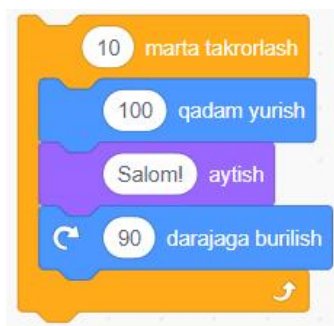 10 marta takrorlash
100 qadam yurish
Salom! aytish
90 darajaga burilish